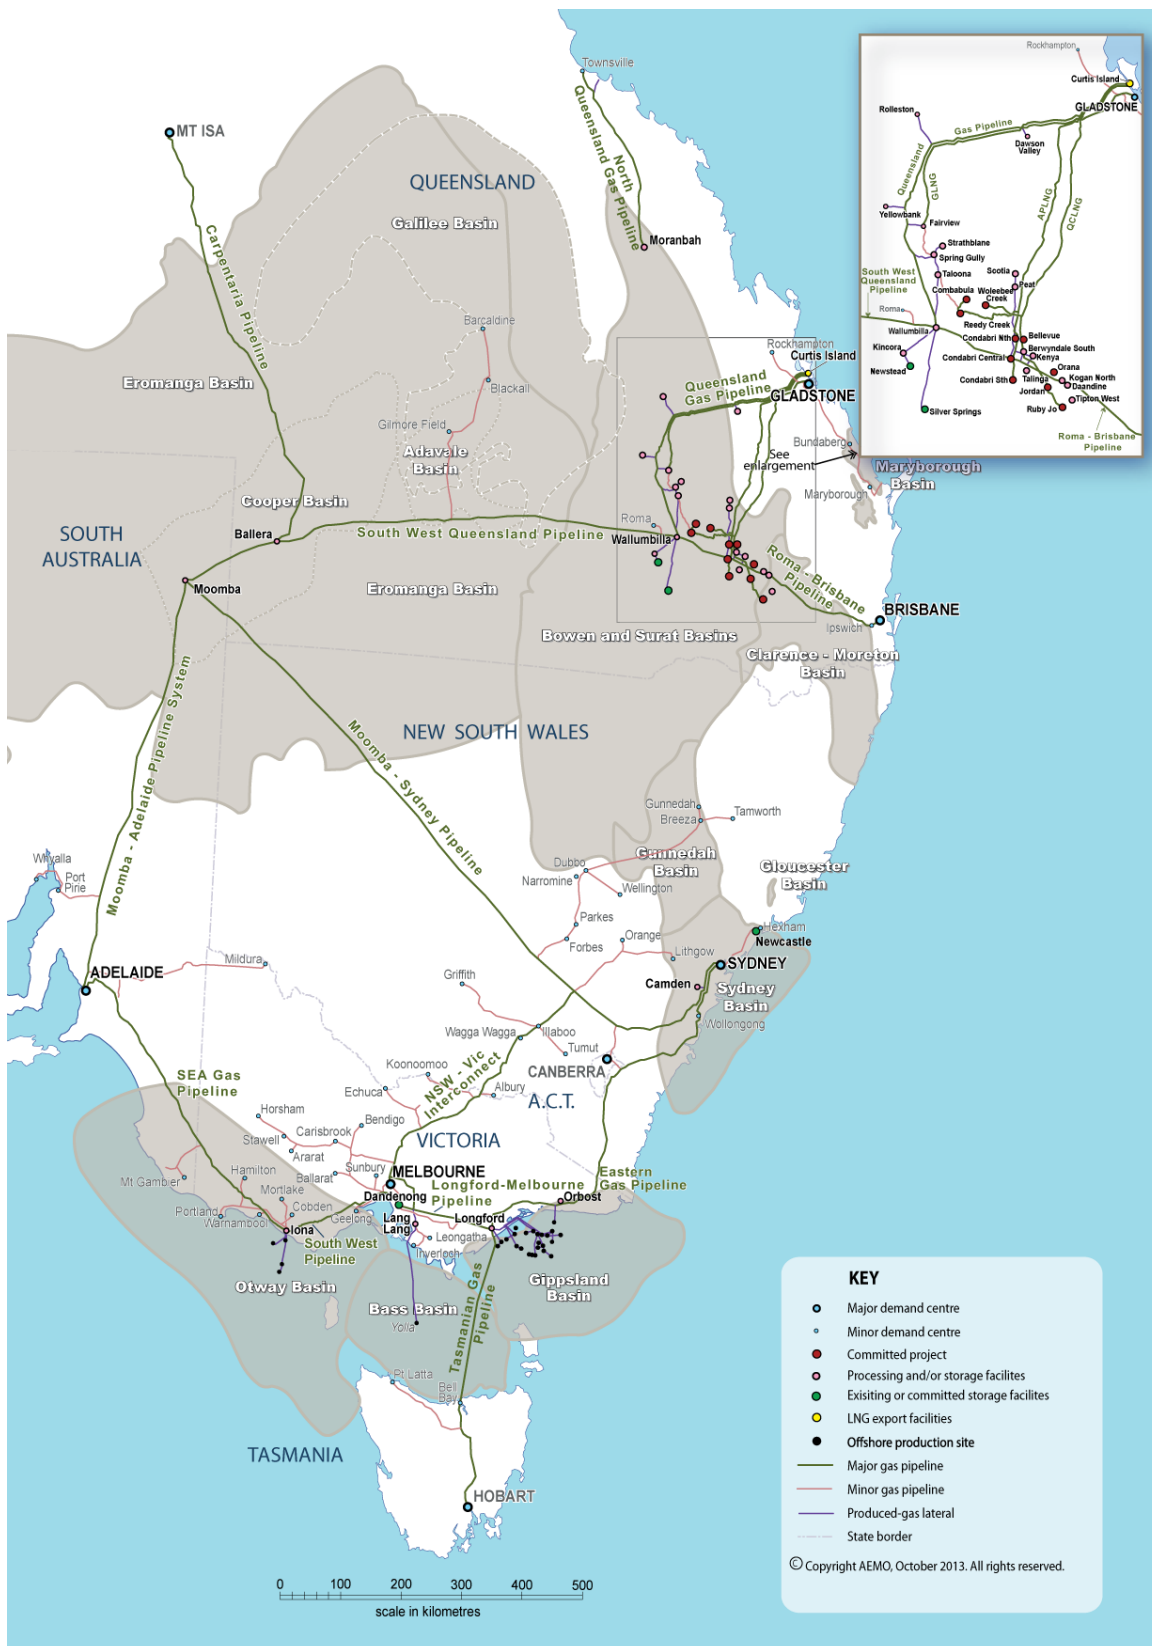 Townsville
MT ISA
QUEENSLAND
Galilee Basin
North
Queensland Gas Pipeline
Moranbah
Carpentaria Pipeline
Barcaldine
Blackall
Eromanga Basin
Gilmore Field
Adavale
Basin
Cooper Basin
Ballera
SOUTH
AUSTRALIA
South West Queensland Pipeline
Moomba
Eromanga Basin
Rockhampton
Curtis Island
Queensland
Gas Pipeline
GLADSTONE
Bundaberg
See
enlargement
Maryborough
Basin
Maryborough
Roma
Wallumbilla
Roma - Brisbane
Pipeline
BRISBANE
Ipswich
Bowen and Surat Basins
Clarence - Moreton
Basin
NEW SOUTH WALES
Moomba - Adelaide Pipeline System
Moomba - Sydney Pipeline
Gunnedah
Breeza
Tamworth
Gunnedah
Basin
Gloucester
Basin
Dubbo
Narromine
Wellington
Parkes
Forbes
Orange
Lithgow
Hexham
Newcastle
SYDNEY
Camden
Sydney
Basin
Wollongong
Whyalla
Port
Pirie
ADELAIDE
Mildura
Griffith
Wagga Wagga
Illaboo
Tumut
CANBERRA
A.C.T.
Koonoomoo
NSW - Vic
Interconnect
Echuca
Albury
SEA Gas
Pipeline
Horsham
Carisbrook
Bendigo
Stawell
Ararat
VICTORIA
Sunbury
MELBOURNE
Ballarat
Hamilton
Mt Gambier
Mortlake
Dandenong
Longford-Melbourne
Pipeline
Eastern
Gas Pipeline
Orbost
Portland
Cobden
Warnambool
Geelong
Lang
Lang
Longford
Iona
Leongatha
South West
Pipeline
Inverloch
Otway Basin
Bass Basin
Gippsland
Basin
Yolla
Tasmanian Gas
Pipeline
Pt Latta
Bell
Bay
TASMANIA
HOBART
0 100 200 300 400 500
scale in kilometres
Rockhampton
Curtis Island
GLADSTONE
Rolleston
Gas Pipeline
Dawson
Valley
Queensland
GLNG
APLNG
QCLNG
Yellowbank
Fairview
Strathblane
Spring Gully
South West
Queensland
Pipeline
Taloona
Scotia
Combabula
Woleebee
Creek
Peat
Roma
Reedy Creek
Wallumbilla
Condabri Nth
Bellevue
Kincora
Berwyndale South
Condabri Central
Kenya
Newstead
Orana
Condabri Sth
Talinga
Kogan North
Daandine
Jordan
Tipton West
Silver Springs
Ruby Jo
Roma - Brisbane
Pipeline
KEY
Major demand centre
Minor demand centre
Committed project
Processing and/or storage facilites
Exisiting or committed storage facilites
LNG export facilities
Offshore production site
Major gas pipeline
Minor gas pipeline
Produced-gas lateral
State border
© Copyright AEMO, October 2013. All rights reserved.